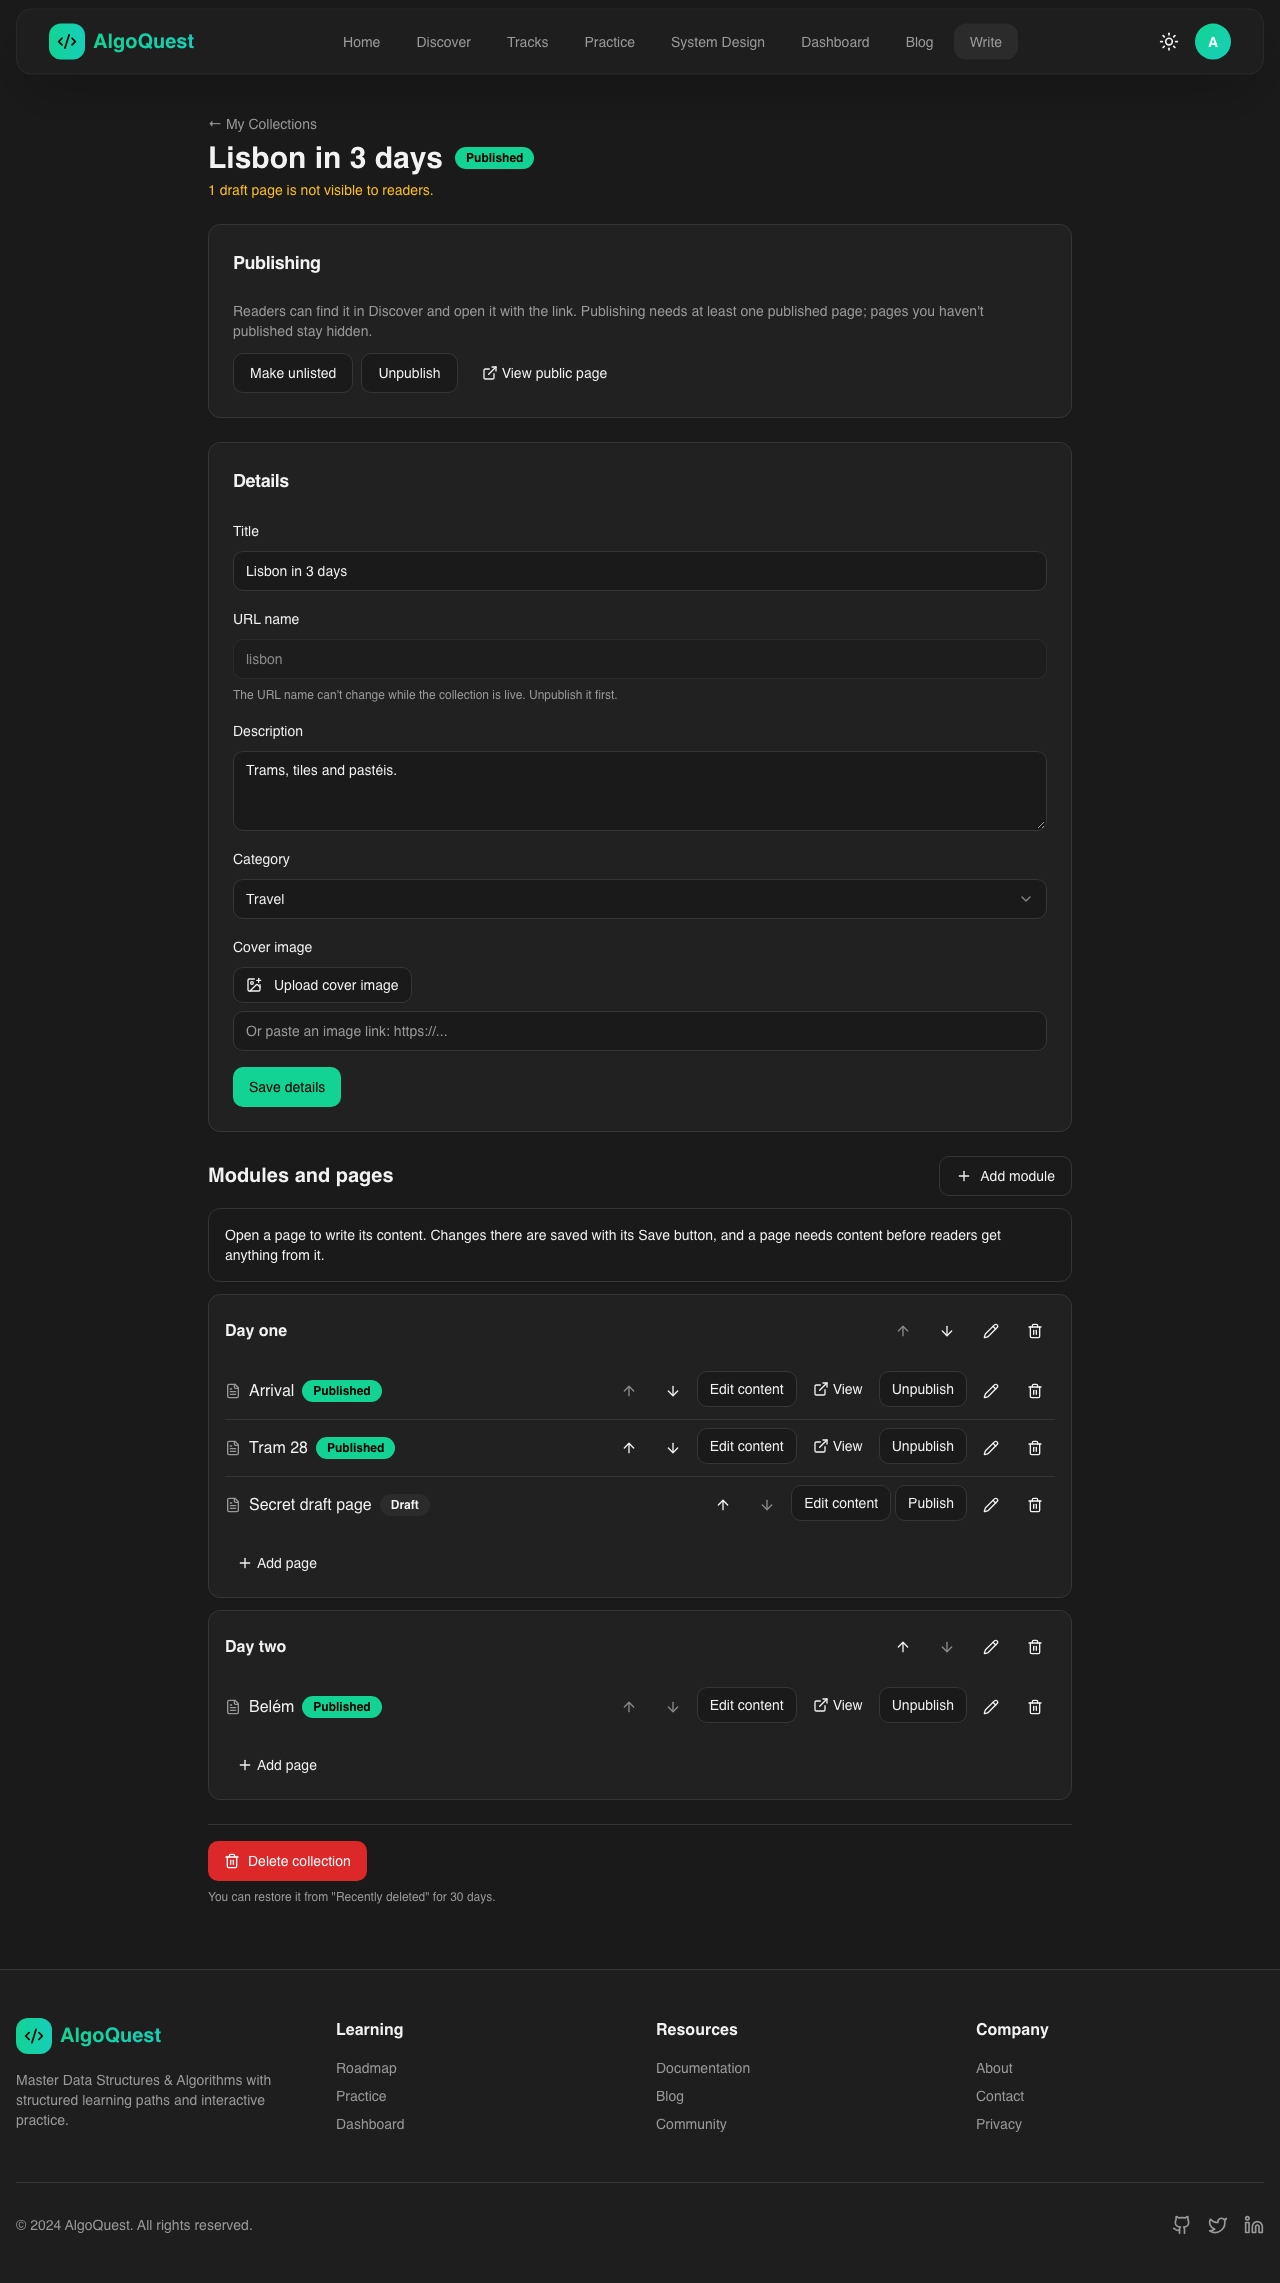 AlgoQuest
Home
Discover
Tracks
Practice
System Design
Dashboard
Blog
Write
A
← My Collections
Lisbon in 3 days
Published
1 draft page is not visible to readers.
Publishing
Readers can find it in Discover and open it with the link. Publishing needs at least one published page; pages you haven't
published stay hidden.
Make unlisted
Unpublish
View public page
Details
Title
Lisbon in 3 days
URL name
lisbon
The URL name can't change while the collection is live. Unpublish it first.
Description
Trams, tiles and pastéis.
Category
Travel
Cover image
Upload cover image
Or paste an image link: https://...
Save details
Modules and pages
Add module
Open a page to write its content. Changes there are saved with its Save button, and a page needs content before readers get
anything from it.
Day one
Arrival
Published
Edit content
View
Unpublish
Tram 28
Published
Edit content
View
Unpublish
Secret draft page
Draft
Edit content
Publish
Add page
Day two
Belém
Published
Edit content
View
Unpublish
Add page
Delete collection
You can restore it from "Recently deleted" for 30 days.
AlgoQuest
Master Data Structures & Algorithms with
structured learning paths and interactive
practice.
Learning
Roadmap
Practice
Dashboard
Resources
Documentation
Blog
Community
Company
About
Contact
Privacy
© 2024 AlgoQuest. All rights reserved.